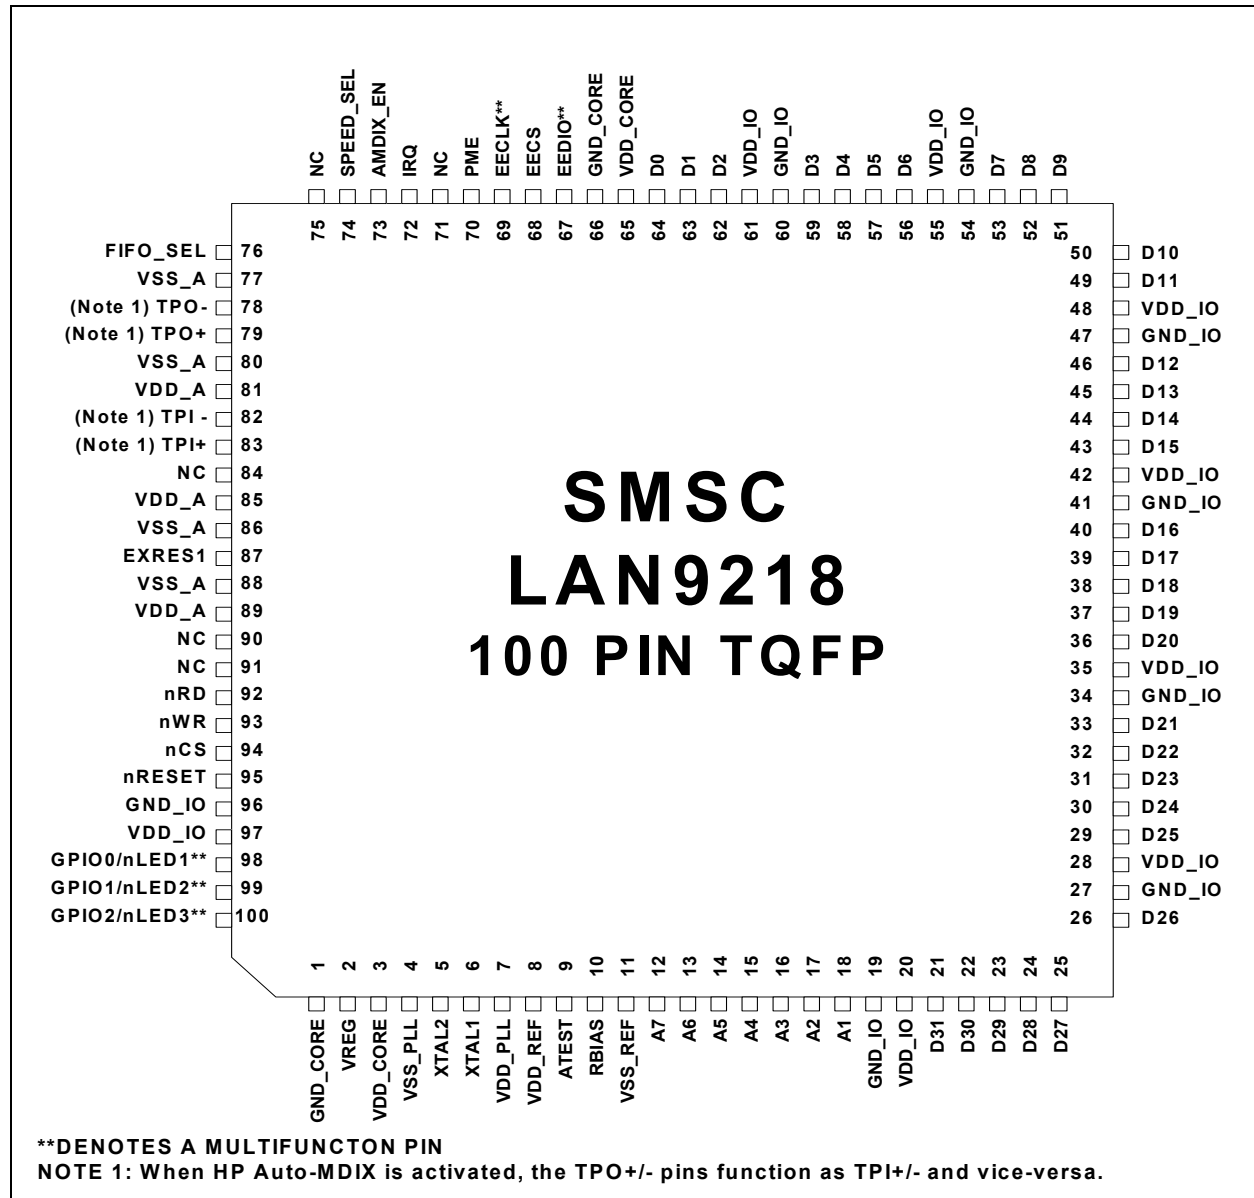 NC
SPEED_SEL
AMDIX_EN
IRQ
NC
PME
EECLK**
EECS
EEDIO**
GND_CORE
VDD_CORE
D0
D1
D2
VDD_IO
GND_IO
D3
D4
D5
D6
VDD_IO
GND_IO
D7
D8
D9
75
74
73
72
71
70
69
68
67
66
65
64
63
62
61
60
59
58
57
56
55
54
53
52
51
FIFO_SEL 76
VSS_A 77
(Note 1) TPO- 78
(Note 1) TPO+ 79
VSS_A 80
VDD_A 81
(Note 1) TPI - 82
(Note 1) TPI+ 83
NC 84
VDD_A 85
VSS_A 86
EXRES1 87
VSS_A 88
VDD_A 89
NC 90
NC 91
nRD 92
nWR 93
nCS 94
nRESET 95
GND_IO 96
VDD_IO 97
GPIO0/nLED1** 98
GPIO1/nLED2** 99
GPIO2/nLED3** 100
SMSC
LAN9218
100 PIN TQFP
50 D10
49 D11
48 VDD_IO
47 GND_IO
46 D12
45 D13
44 D14
43 D15
42 VDD_IO
41 GND_IO
40 D16
39 D17
38 D18
37 D19
36 D20
35 VDD_IO
34 GND_IO
33 D21
32 D22
31 D23
30 D24
29 D25
28 VDD_IO
27 GND_IO
26 D26
1
2
3
4
5
6
7
8
9
10
11
12
13
14
15
16
17
18
19
20
21
22
23
24
25
GND_CORE
VREG
VDD_CORE
VSS_PLL
XTAL2
XTAL1
VDD_PLL
VDD_REF
ATEST
RBIAS
VSS_REF
A7
A6
A5
A4
A3
A2
A1
GND_IO
VDD_IO
D31
D30
D29
D28
D27
**DENOTES A MULTIFUNCTON PIN
NOTE 1: When HP Auto-MDIX is activated, the TPO+/- pins function as TPI+/- and vice-versa.